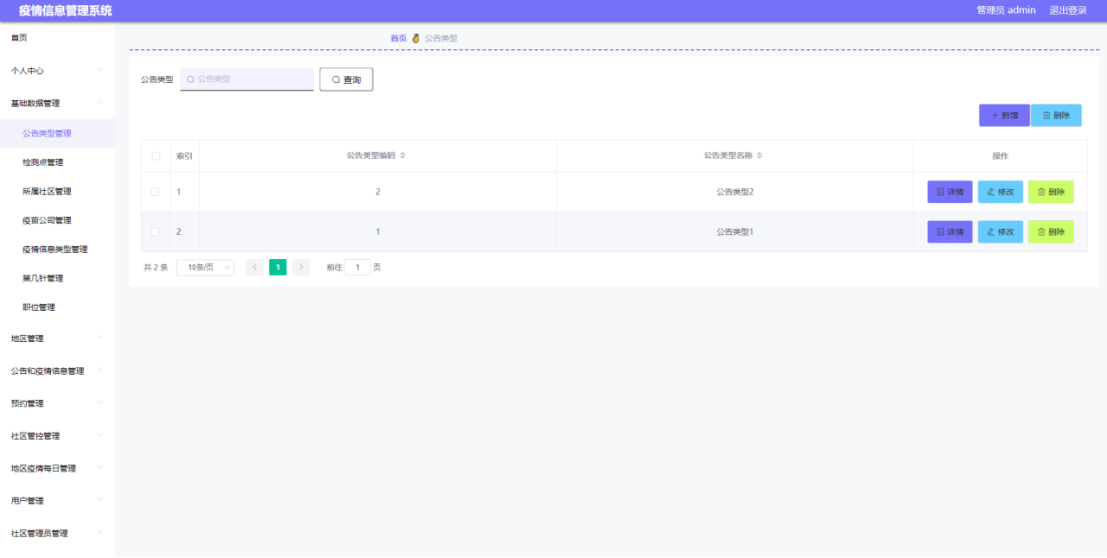 疫情信息管理系统
管理员 admin 退出登录
首页
个人中心
基础数据管理
公告类型管理
检测点管理
所属社区管理
疫苗公司管理
疫情信息类型管理
第几针管理
职位管理
地区管理
公告和疫情信息管理
预约管理
社区管控管理
地区疫情每日管理
用户管理
社区管理员管理
首页 公告类型
公告类型 公告类型 查询
+ 新增 删除
索引 公告类型编码 公告类型名称 操作
1 2 公告类型2 详情 修改 删除
2 1 公告类型1 详情 修改 删除
共 2 条 10条/页 < 1 > 前往 1 页